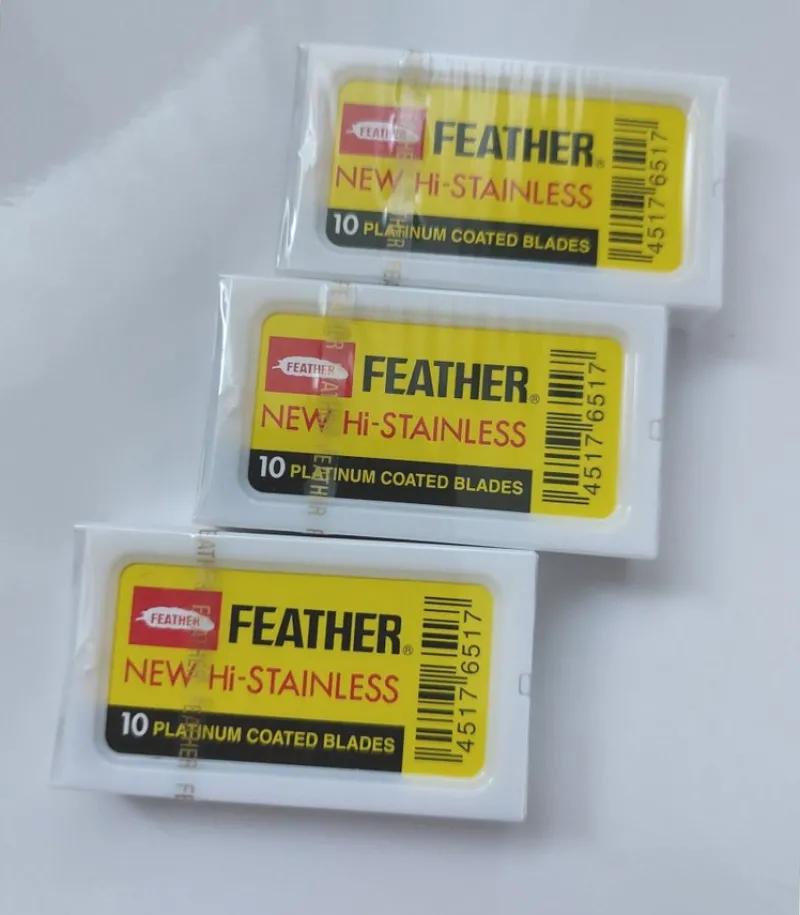 FEATHER
FEATHER®
NEW Hi-STAINLESS
10 PLATINUM COATED BLADES
4517 6517
FEATHER
FEATHER®
NEW Hi-STAINLESS
10 PLATINUM COATED BLADES
4517 6517
FEATHER
FEATHER®
NEW Hi-STAINLESS
10 PLATINUM COATED BLADES
4517 6517